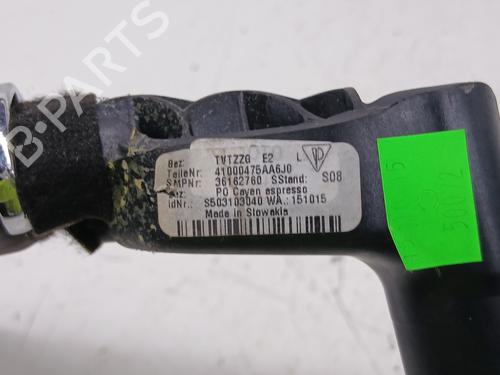 B-PARTS
Bez: TVTZZG E2 L
TeileNr: 41000475AA6J0
SMPNr: 36162760 SStand: S08
PO Cayen espresso
IdNr.: S503103040 WA.: 151015
Made in Slowakia